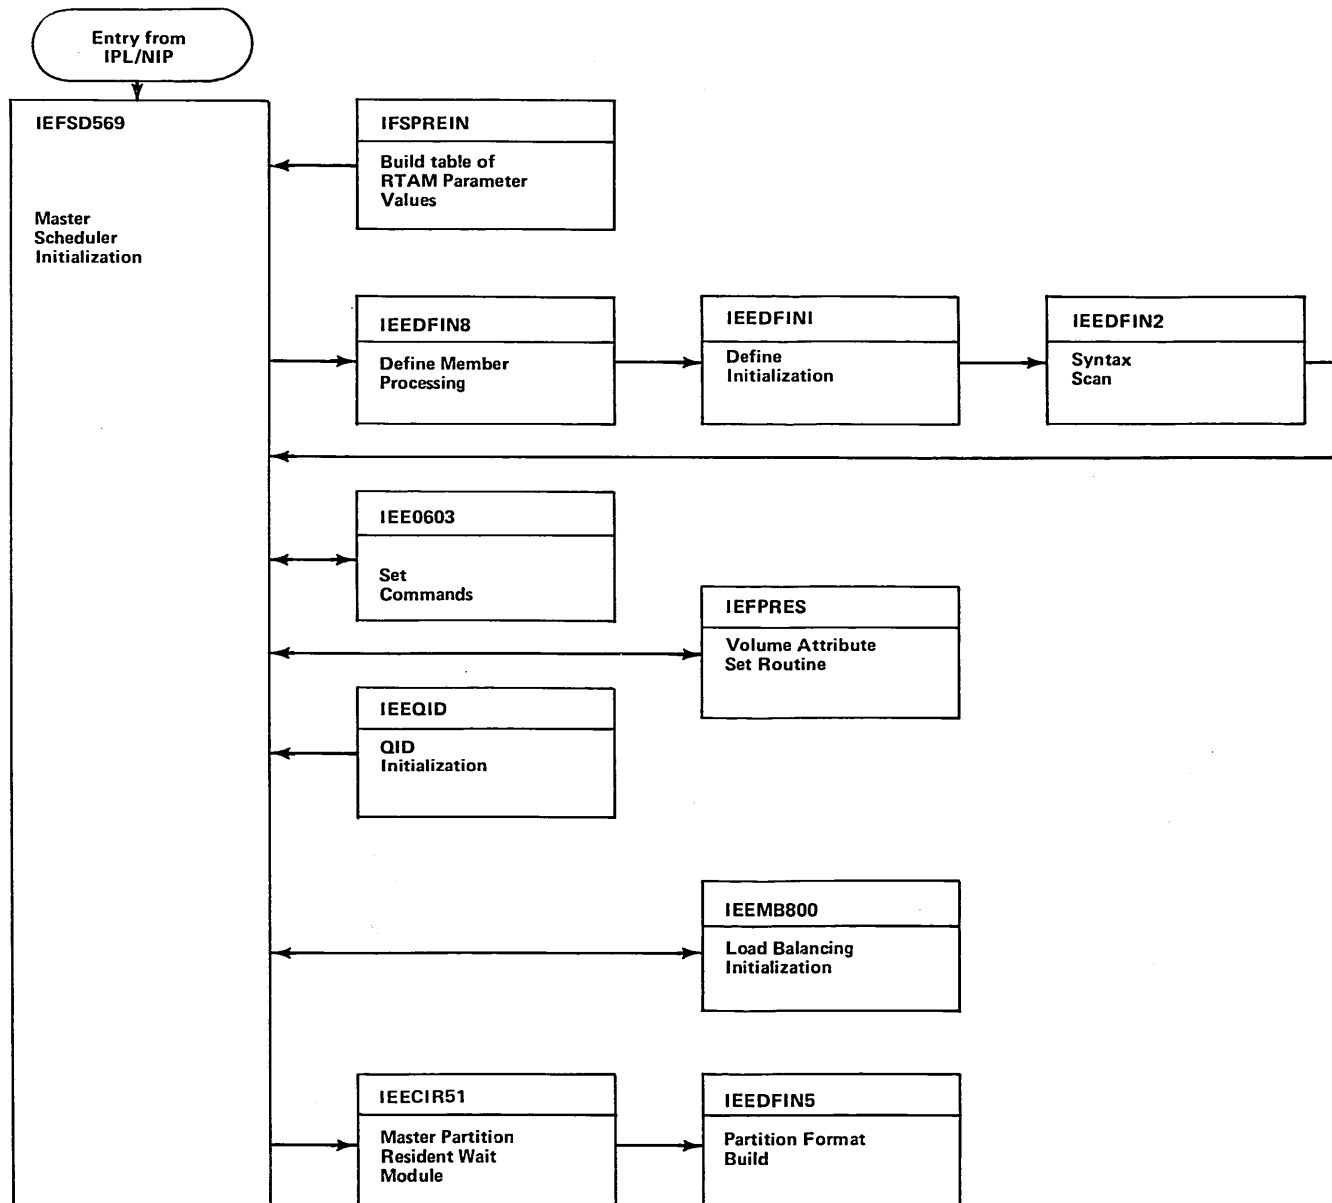 Entry from
IPL/NIP
IEFSD569
Master
Scheduler
Initialization
IFSPREIN
Build table of
RTAM Parameter
Values
IEEDFIN8
Define Member
Processing
IEEDFINI
Define
Initialization
IEEDFIN2
Syntax
Scan
IEE0603
Set
Commands
IEFPRES
Volume Attribute
Set Routine
IEEQID
QID
Initialization
IEEMB800
Load Balancing
Initialization
IEECIR51
Master Partition
Resident Wait
Module
IEEDFIN5
Partition Format
Build